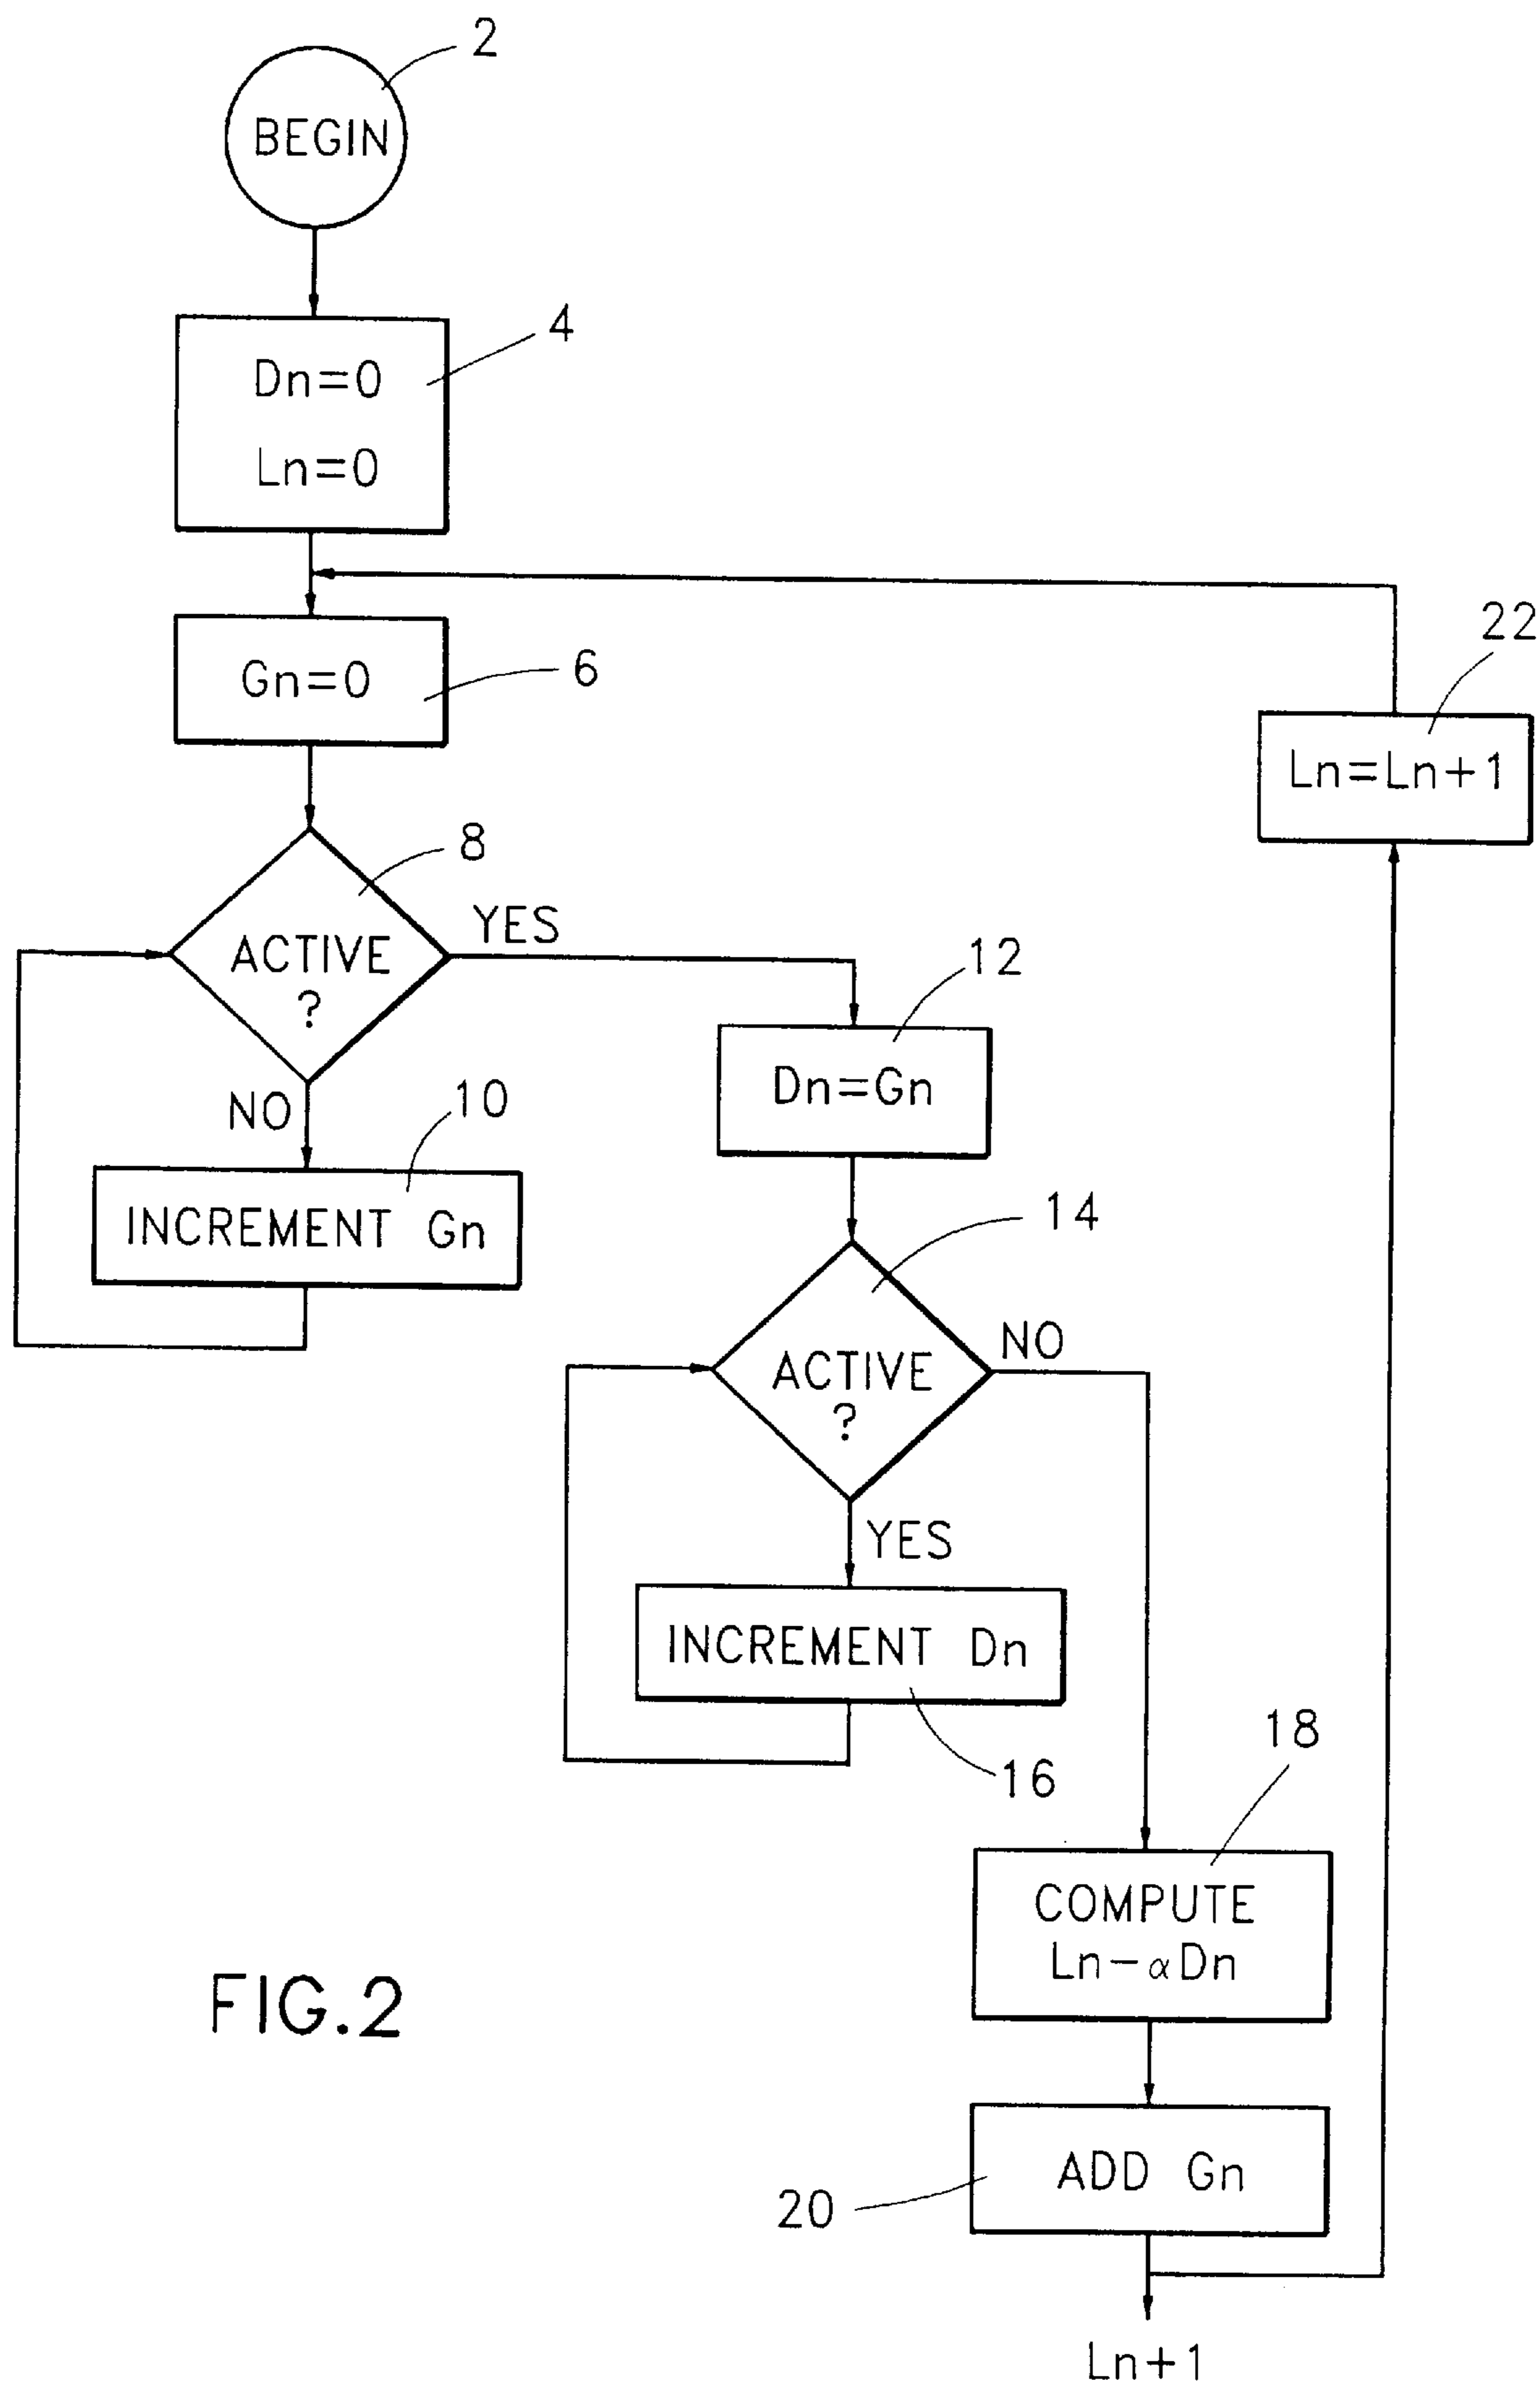 2
BEGIN
4
Dn=0
Ln=0
6
Gn=0
22
Ln=Ln+1
8
YES
ACTIVE
?
12
Dn=Gn
NO
10
INCREMENT Gn
14
NO
ACTIVE
?
YES
INCREMENT Dn
16
18
COMPUTE
Ln-αDn
FIG.2
ADD Gn
20
Ln+1